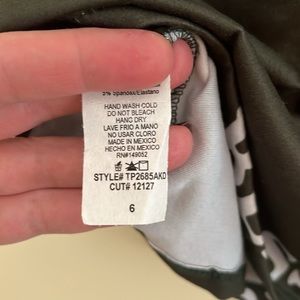 5% Spandex/Elastano
HAND WASH COLD
DO NOT BLEACH
HANG DRY
LAVE FRIO A MANO
NO USAR CLORO
MADE IN MEXICO
HECHO EN MEXICO
RN#149052
STYLE# TP2685AKD
CUT# 12127
6